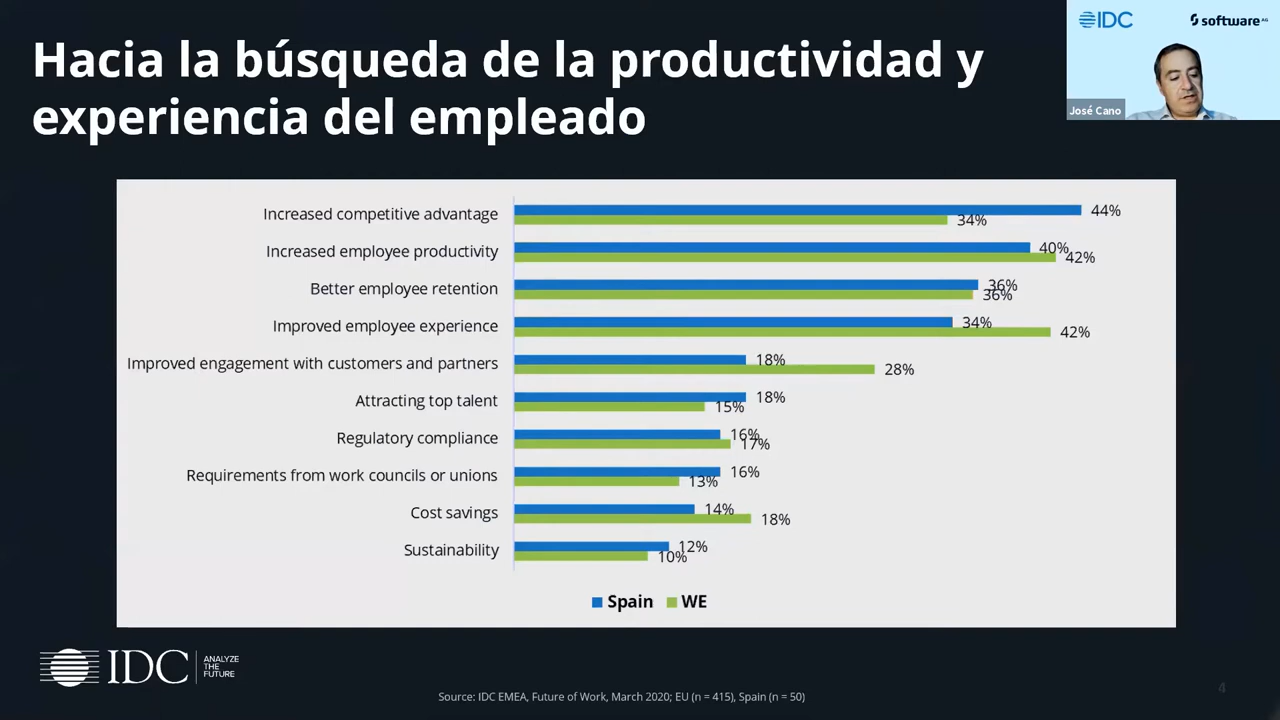 Hacia la búsqueda de la productividad y
experiencia del empleado
IDC
software AG
José Cano
Increased competitive advantage
44%
34%
Increased employee productivity
40%
42%
Better employee retention
36%
36%
Improved employee experience
34%
42%
Improved engagement with customers and partners
18%
28%
Attracting top talent
18%
15%
Regulatory compliance
16%
17%
Requirements from work councils or unions
16%
13%
Cost savings
14%
18%
Sustainability
12%
10%
Spain WE
IDC
ANALYZE
THE
FUTURE
Source: IDC EMEA, Future of Work, March 2020; EU (n = 415), Spain (n = 50)
4